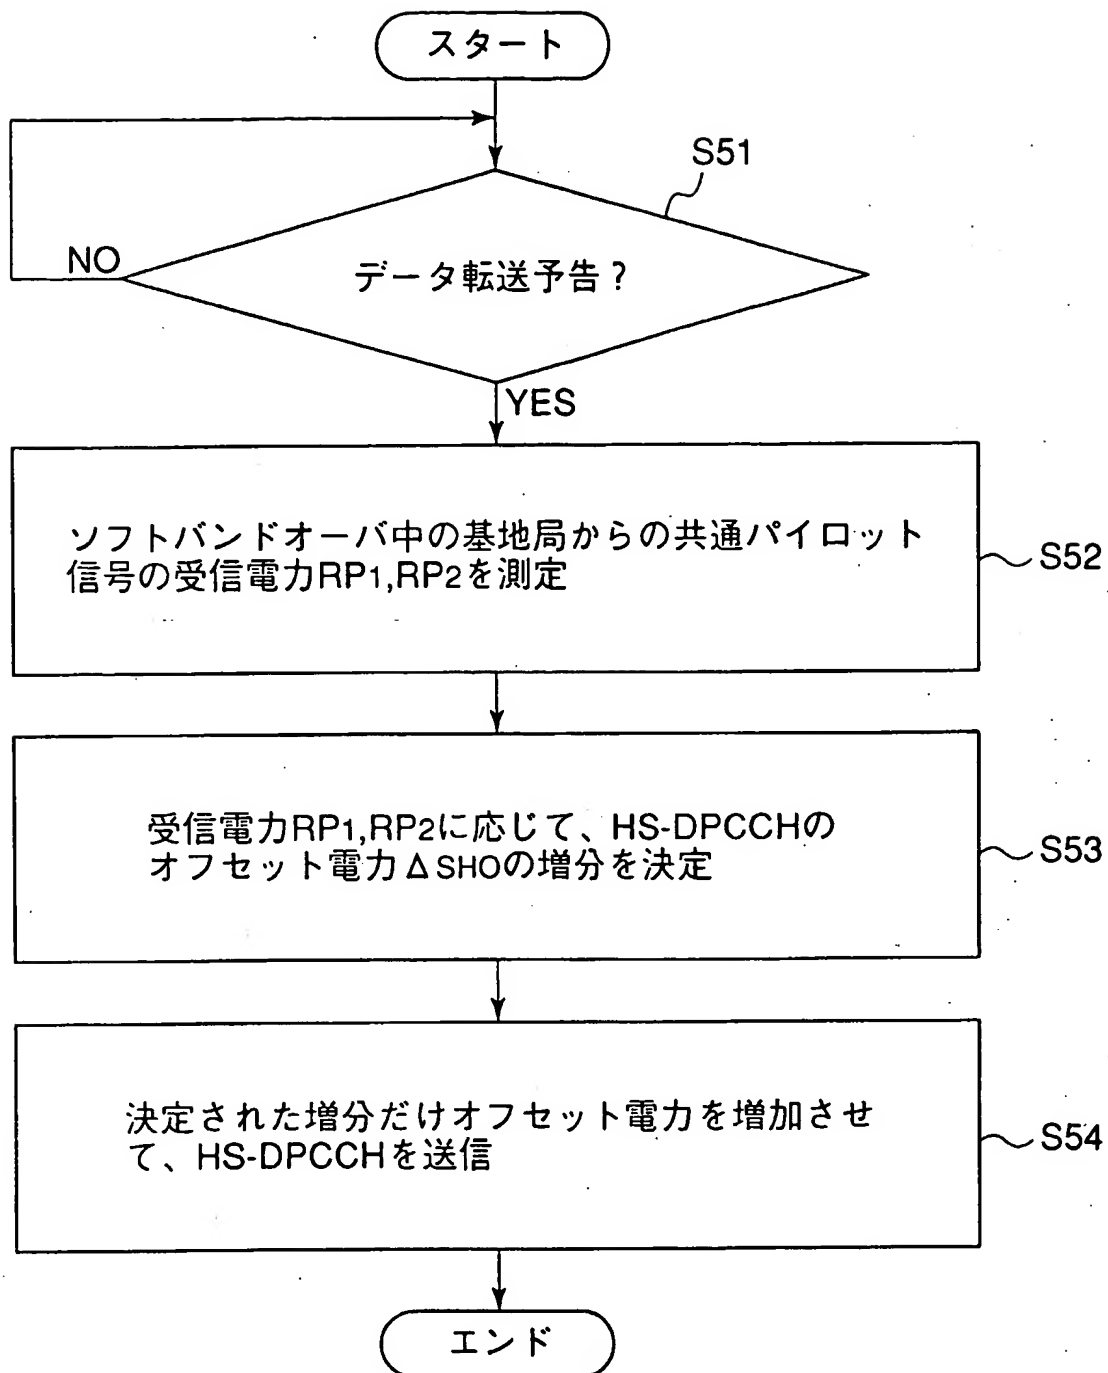 スタート
S51
NO
データ転送予告？
YES
ソフトバンドオーバ中の基地局からの共通パイロット
信号の受信電力RP1,RP2を測定
S52
受信電力RP1,RP2に応じて、HS-DPCCHの
オフセット電力ΔSHOの増分を決定
S53
決定された増分だけオフセット電力を増加させ
て、HS-DPCCHを送信
S54
エンド